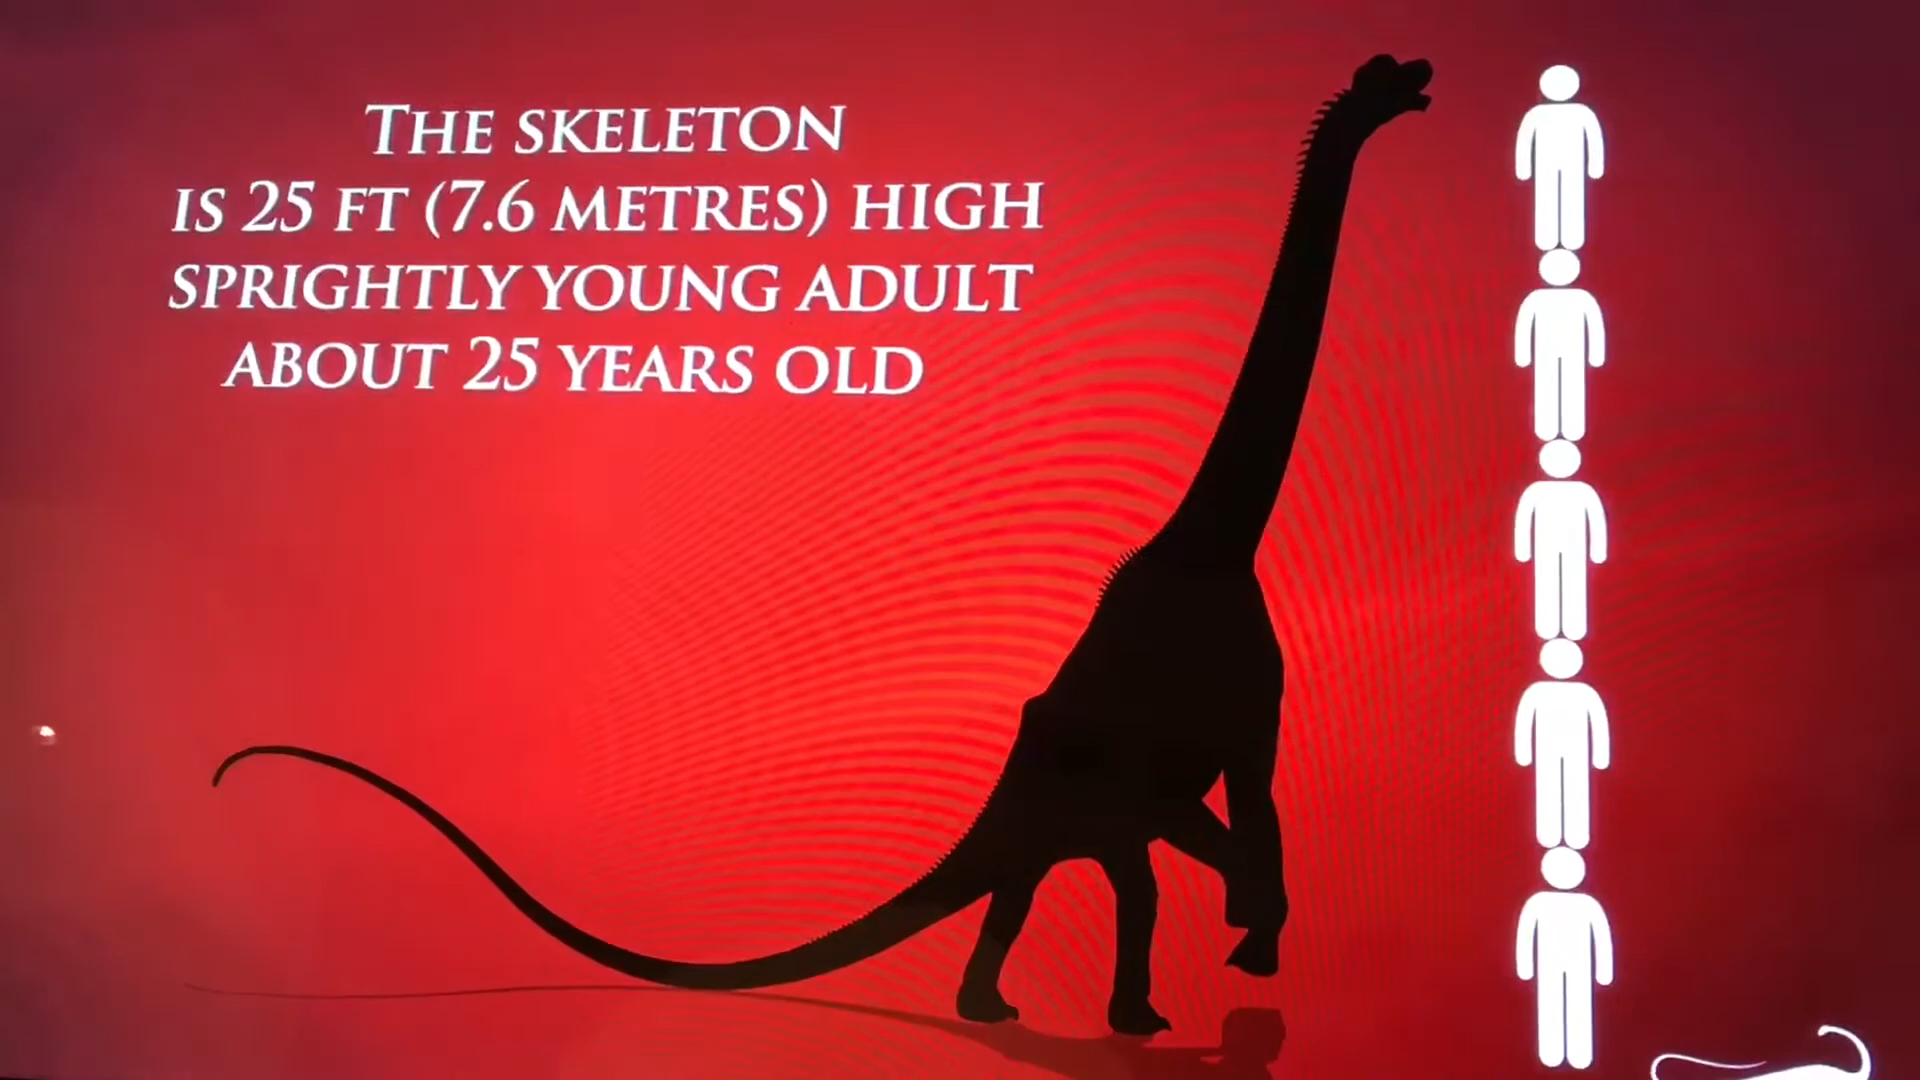 THE SKELETON
IS 25 FT (7.6 METRES) HIGH
SPRIGHTLY YOUNG ADULT
ABOUT 25 YEARS OLD